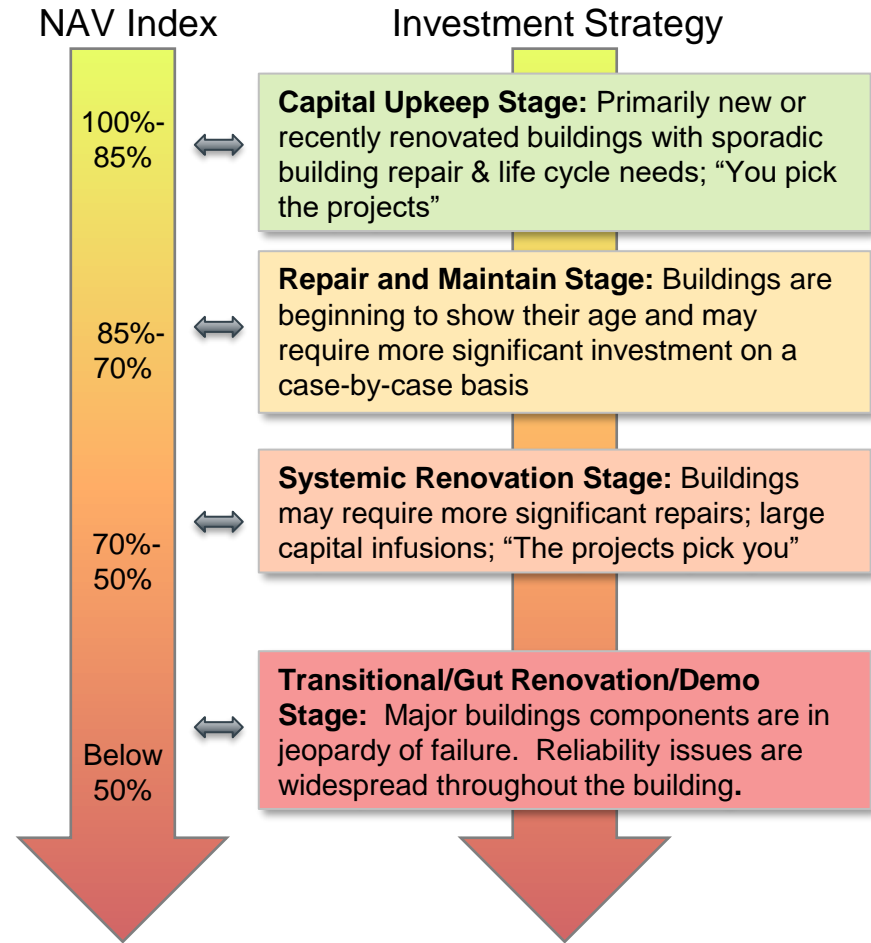 NAV Index
Investment Strategy
100%-
85%
Capital Upkeep Stage: Primarily new or
recently renovated buildings with sporadic
building repair & life cycle needs; “You pick
the projects”
85%-
70%
Repair and Maintain Stage: Buildings are
beginning to show their age and may
require more significant investment on a
case-by-case basis
70%-
50%
Systemic Renovation Stage: Buildings
may require more significant repairs; large
capital infusions; “The projects pick you”
Below
50%
Transitional/Gut Renovation/Demo
Stage:  Major buildings components are in
jeopardy of failure.  Reliability issues are
widespread throughout the building.